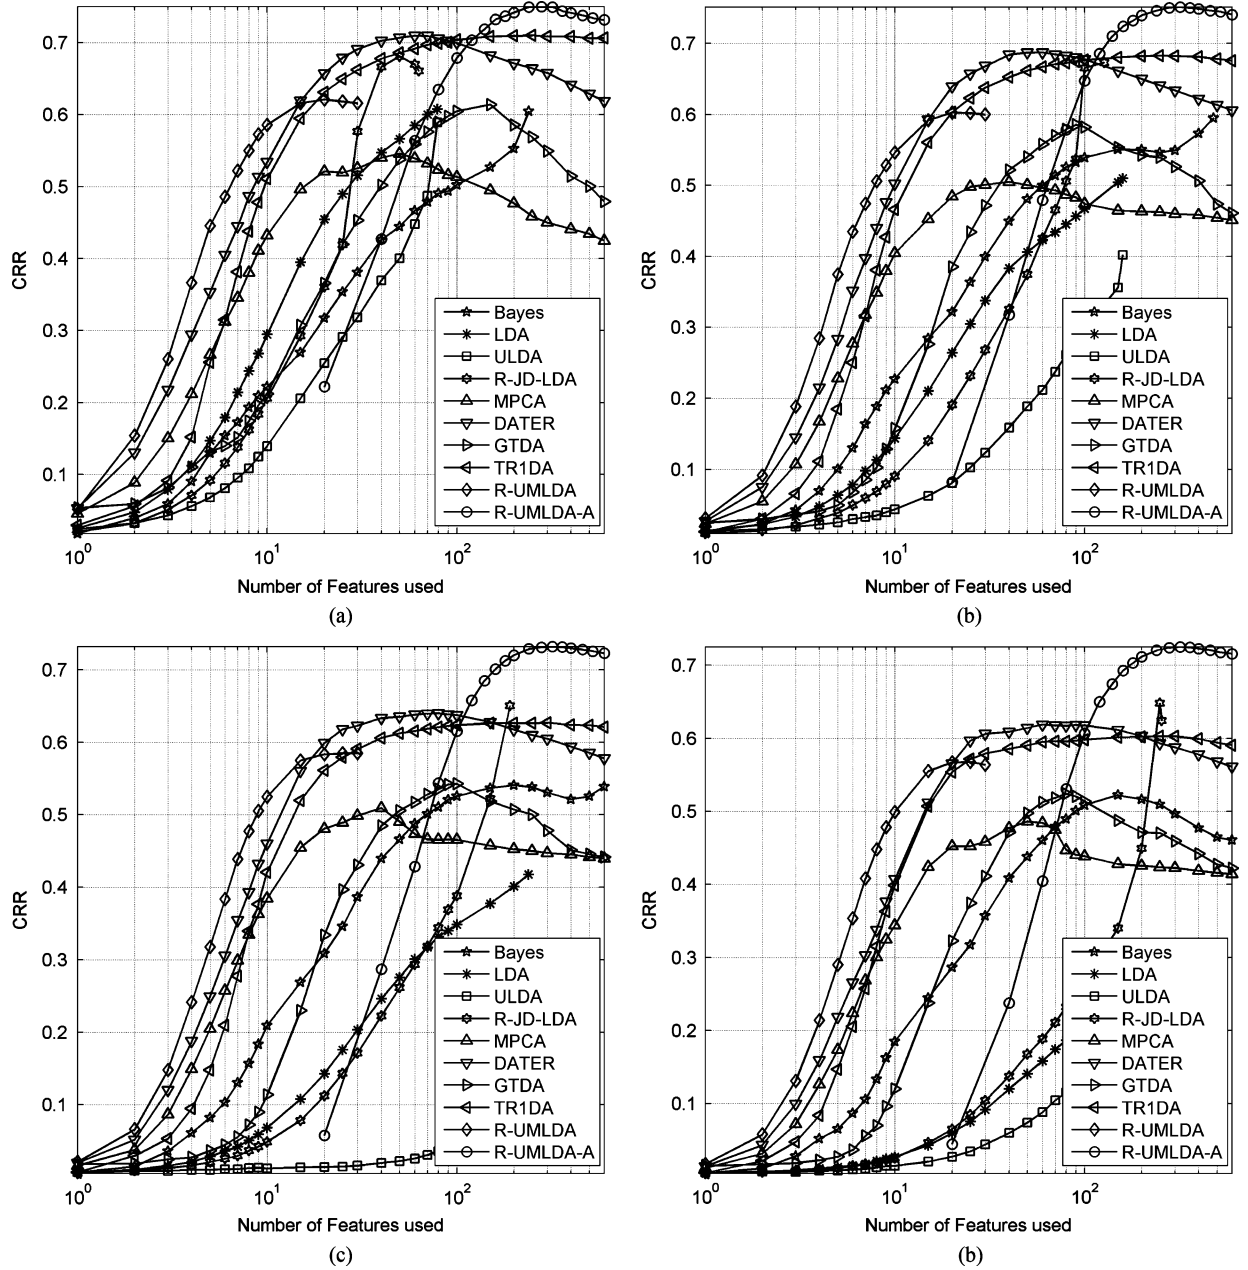 0.7
0.6
0.5
0.4
0.3
0.2
0.1
CRR
Bayes
LDA
ULDA
R-JD-LDA
MPCA
DATER
GTDA
TR1DA
R-UMLDA
R-UMLDA-A
10^0 10^1 10^2
Number of Features used
(a)
0.7
0.6
0.5
0.4
0.3
0.2
0.1
CRR
Bayes
LDA
ULDA
R-JD-LDA
MPCA
DATER
GTDA
TR1DA
R-UMLDA
R-UMLDA-A
10^0 10^1 10^2
Number of Features used
(b)
0.7
0.6
0.5
0.4
0.3
0.2
0.1
CRR
Bayes
LDA
ULDA
R-JD-LDA
MPCA
DATER
GTDA
TR1DA
R-UMLDA
R-UMLDA-A
10^0 10^1 10^2
Number of Features used
(c)
0.7
0.6
0.5
0.4
0.3
0.2
0.1
CRR
Bayes
LDA
ULDA
R-JD-LDA
MPCA
DATER
GTDA
TR1DA
R-UMLDA
R-UMLDA-A
10^0 10^1 10^2
Number of Features used
(b)